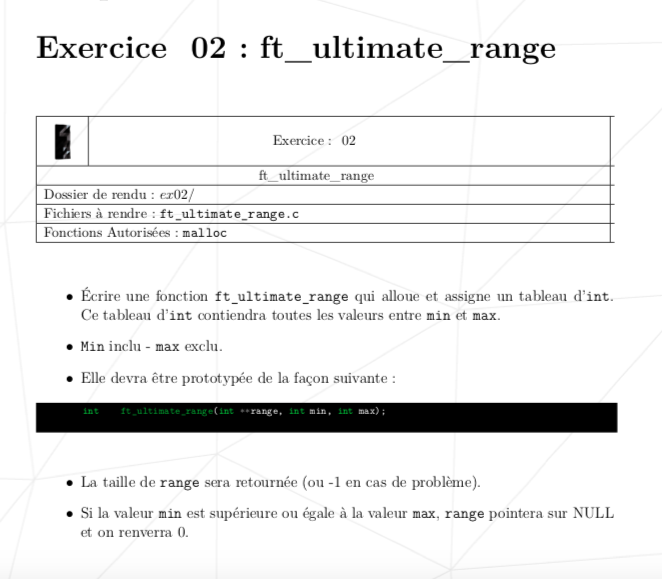 Exercice 02 : ft_ultimate_range
Exercice : 02
ft_ultimate_range
Dossier de rendu : ex02/
Fichiers à rendre : ft_ultimate_range.c
Fonctions Autorisées : malloc
• Écrire une fonction ft_ultimate_range qui alloue et assigne un tableau d'int.
Ce tableau d'int contiendra toutes les valeurs entre min et max.
• Min inclu - max exclu.
• Elle devra être prototypée de la façon suivante :
int ft_ultimate_range(int **range, int min, int max);
• La taille de range sera retournée (ou -1 en cas de problème).
• Si la valeur min est supérieure ou égale à la valeur max, range pointera sur NULL
et on renverra 0.